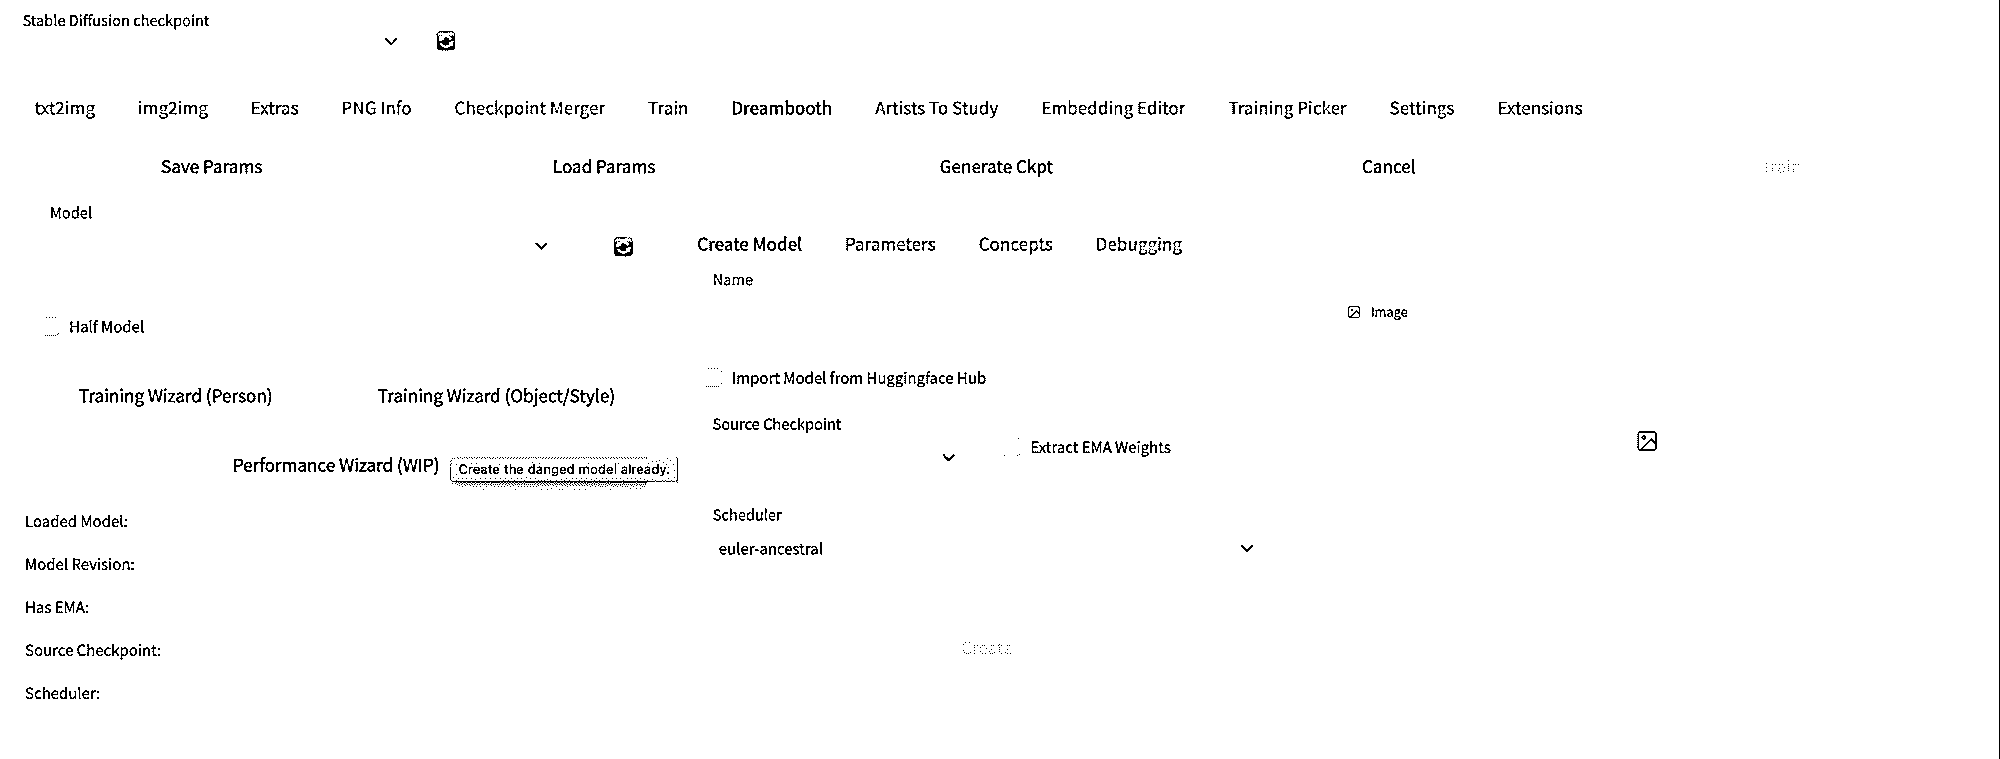 Stable Diffusion checkpoint
txt2img img2img Extras PNG Info Checkpoint Merger Train Dreambooth Artists To Study Embedding Editor Training Picker Settings Extensions
Save Params Load Params Generate Ckpt Cancel Train
Model
Create Model Parameters Concepts Debugging
Name
Image
Half Model
Import Model from Huggingface Hub
Training Wizard (Person) Training Wizard (Object/Style)
Source Checkpoint
Extract EMA Weights
Performance Wizard (WIP) Create the danged model already.
Scheduler
euler-ancestral
Loaded Model:
Model Revision:
Has EMA:
Source Checkpoint:
Create
Scheduler: